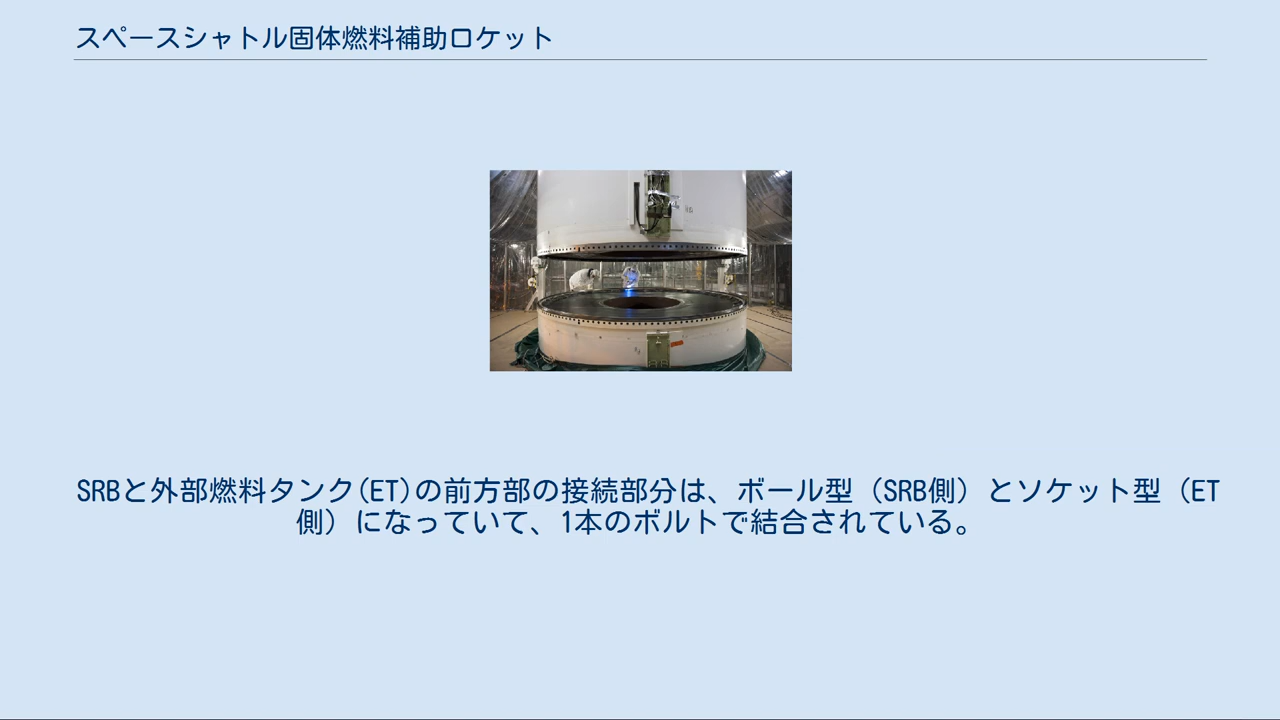 スペースシャトル固体燃料補助ロケット
SRBと外部燃料タンク(ET)の前方部の接続部分は、ボール型（SRB側）とソケット型（ET
側）になっていて、1本のボルトで結合されている。